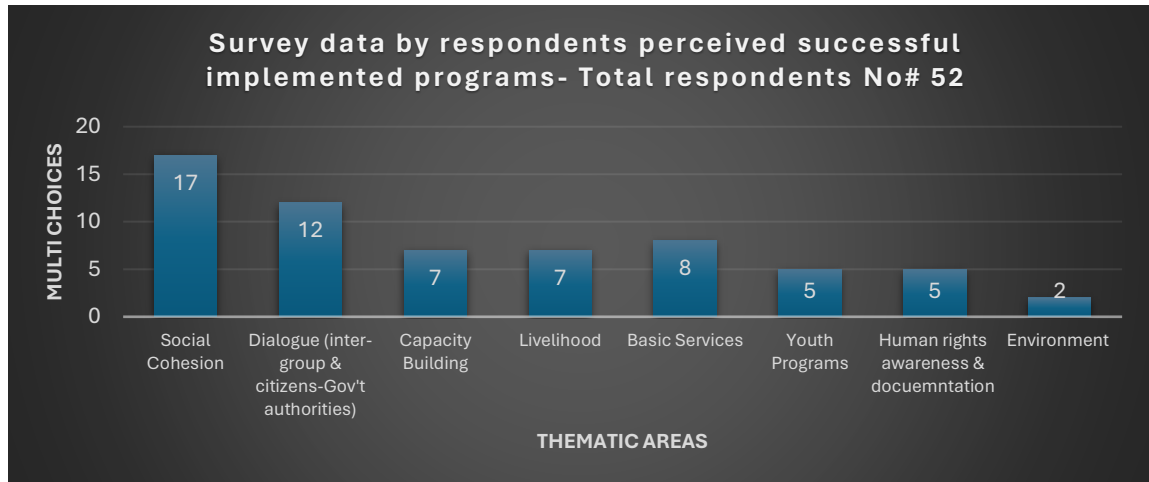 Survey data by respondents perceived successful
implemented programs- Total respondents No# 52
MULTI CHOICES
20
15
10
5
0
17
12
7
7
8
5
5
2
Social
Cohesion
Dialogue (inter-
group &
citizens-Gov't
authorities)
Capacity
Building
Livelihood
Basic Services
Youth
Programs
Human rights
awareness &
docuemntation
Environment
THEMATIC AREAS